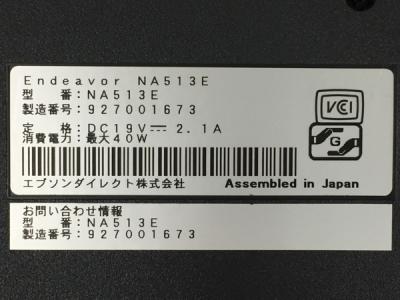 Endeavor NA513E
型　　番：NA513E
製造番号：927001673
定　　格：DC19V⎓2.1A
消費電力：最大40W
VCI
G
エプソンダイレクト株式会社 Assembled in Japan
お問い合わせ情報
型　　番：NA513E
製造番号：927001673